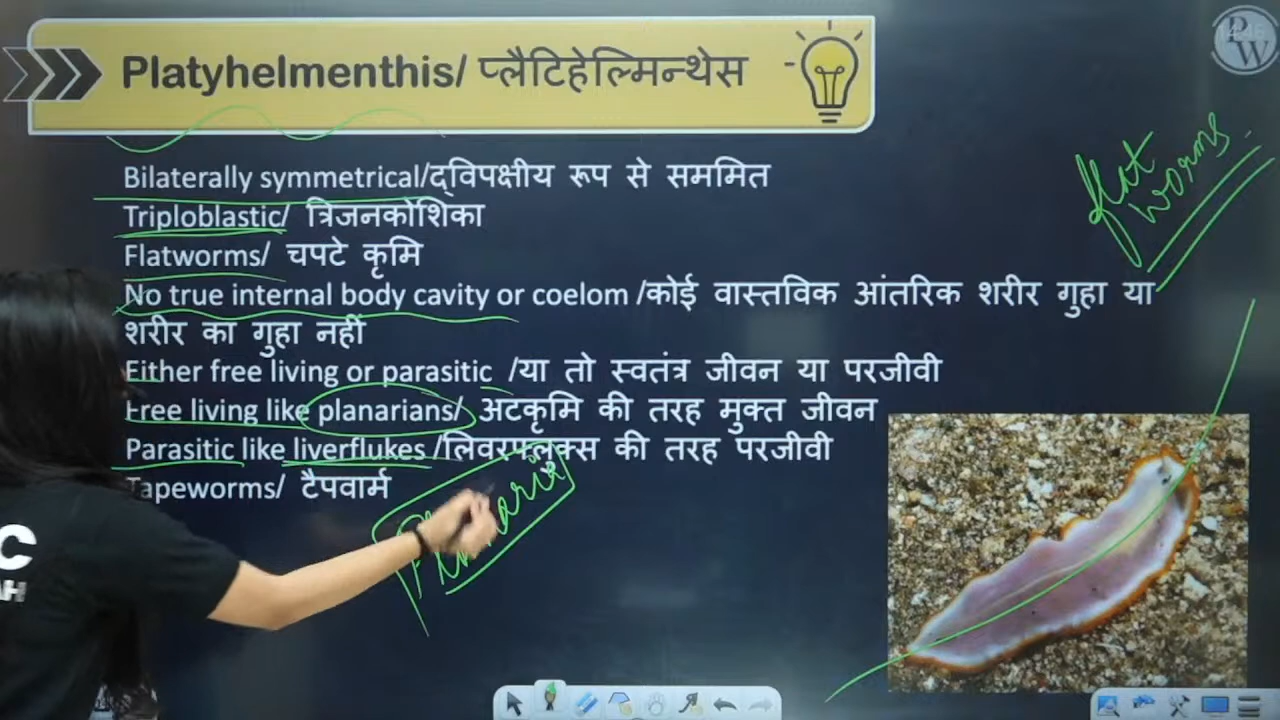 Platyhelmenthis/ प्लैटिहेल्मिन्थेस
PW
Bilaterally symmetrical/द्विपक्षीय रूप से सममित
Triploblastic/ त्रिजनकोशिका
Flatworms/ चपटे कृमि
No true internal body cavity or coelom /कोई वास्तविक आंतरिक शरीर गुहा या
शरीर का गुहा नहीं
Either free living or parasitic /या तो स्वतंत्र जीवन या परजीवी
Free living like planarians/ अटकृमि की तरह मुक्त जीवन
Parasitic like liverflukes /लिवरफ्लुक्स की तरह परजीवी
Tapeworms/ टैपवार्म
flat
worms
C
AH